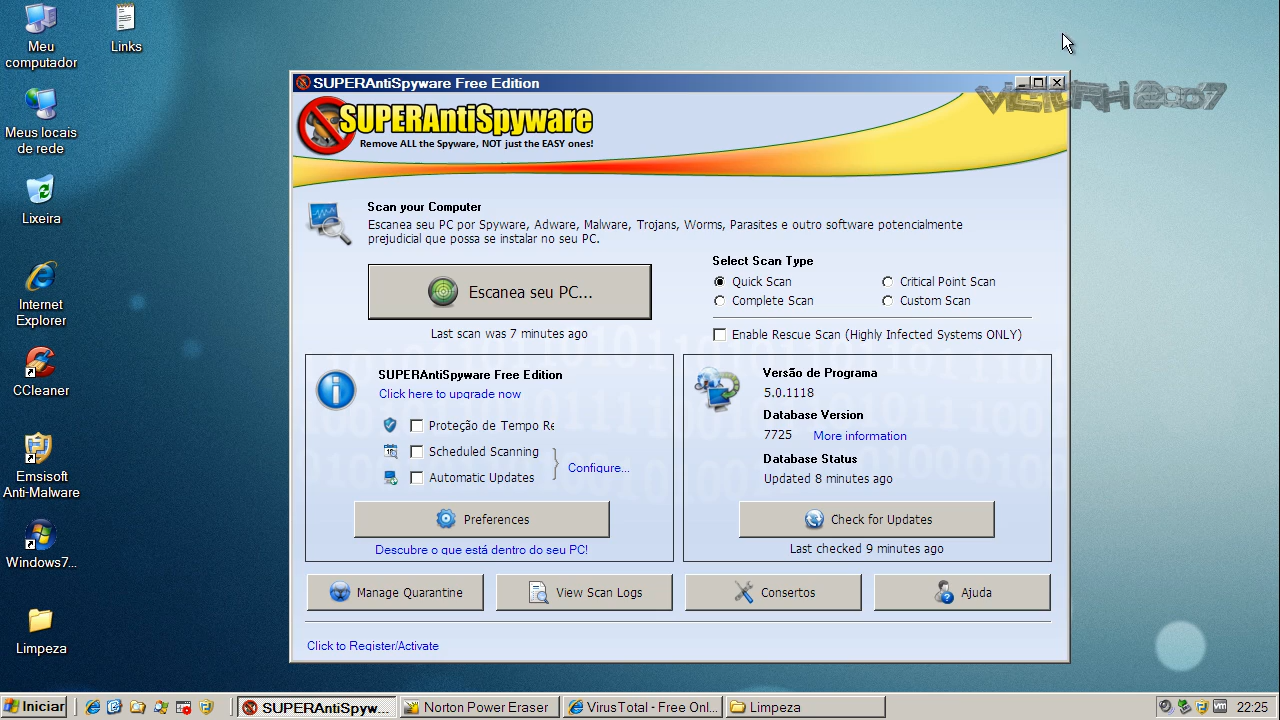 Meu computador
Links
Meus locais de rede
Lixeira
Internet Explorer
CCleaner
Emsisoft Anti-Malware
Windows7...
Limpeza
SUPERAntiSpyware Free Edition
SUPERAntiSpyware
Remove ALL the Spyware, NOT just the EASY ones!
Scan your Computer
Escanea seu PC por Spyware, Adware, Malware, Trojans, Worms, Parasites e outro software potencialmente
prejudicial que possa se instalar no seu PC.
Escanea seu PC...
Last scan was 7 minutes ago
Select Scan Type
Quick Scan
Critical Point Scan
Complete Scan
Custom Scan
Enable Rescue Scan (Highly Infected Systems ONLY)
SUPERAntiSpyware Free Edition
Click here to upgrade now
Proteção de Tempo Re
Scheduled Scanning
Automatic Updates
Configure...
Preferences
Descubre o que está dentro do seu PC!
Versão de Programa
5.0.1118
Database Version
7725 More information
Database Status
Updated 8 minutes ago
Check for Updates
Last checked 9 minutes ago
Manage Quarantine
View Scan Logs
Consertos
Ajuda
Click to Register/Activate
Iniciar
SUPERAntiSpyw...
Norton Power Eraser
VirusTotal - Free Onl...
Limpeza
22:25